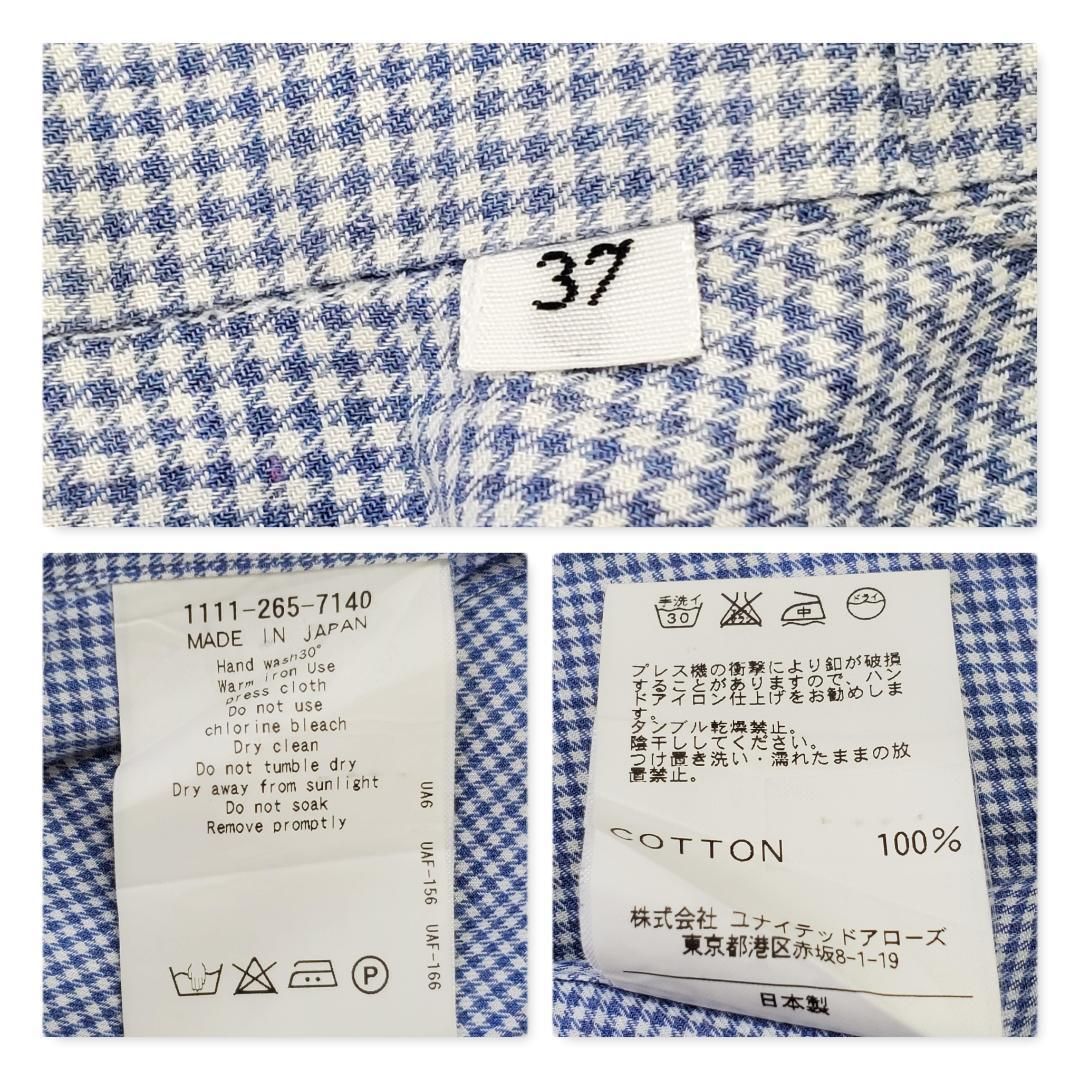 37
1111-265-7140
MADE IN JAPAN
Hand wash30°
Warm iron Use
press cloth
Do not use
chlorine bleach
Dry clean
Do not tumble dry
Dry away from sunlight
Do not soak
Remove promptly
UA6 UAF-156 UAF-166
P
手洗イ
30
中
ドライ
プレス機の衝撃により釦が破損
することがありますので、ハン
ドアイロン仕上げをお勧めしま
す。
タンブル乾燥禁止。
陰干ししてください。
つけ置き洗い・濡れたままの放
置禁止。
COTTON 100%
株式会社 ユナイテッドアローズ
東京都港区赤坂8-1-19
日本製